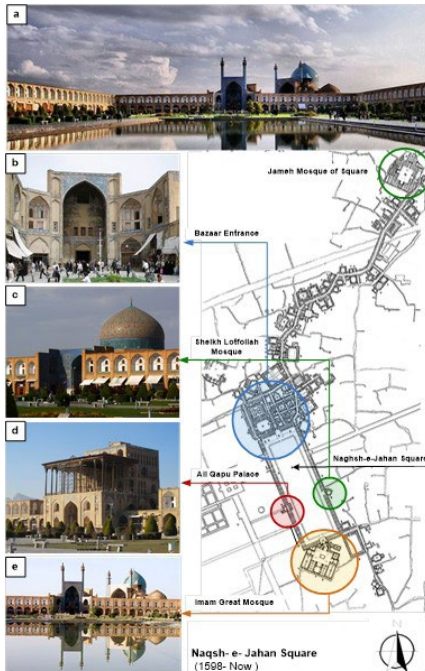 a
b
Jameh Mosque of Square
Bazaar Entrance
c
Sheikh Lotfollah
Mosque
d
Naghsh-e-Jahan Square
Ali Qapu Palace
e
Imam Great Mosque
N
Naqsh- e- Jahan Square
(1598- Now )